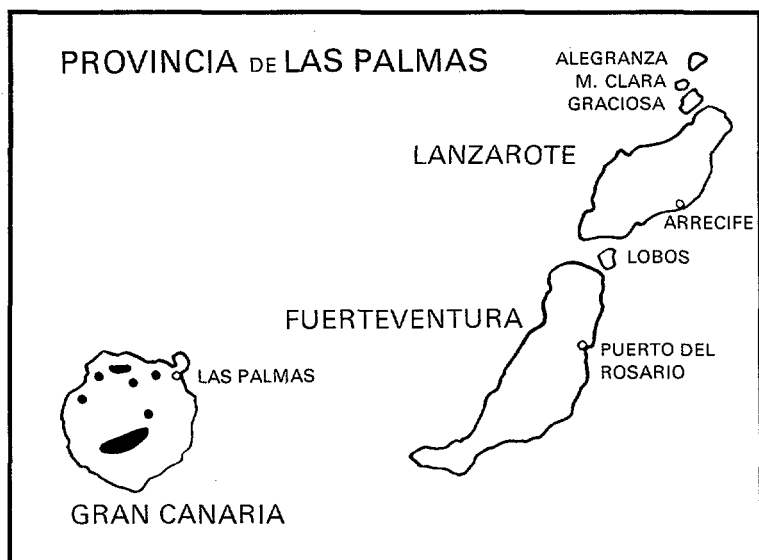 PROVINCIA DE LAS PALMAS
ALEGRANZA
M. CLARA
GRACIOSA
LANZAROTE
ARRECIFE
LOBOS
FUERTEVENTURA
PUERTO DEL
ROSARIO
LAS PALMAS
GRAN CANARIA